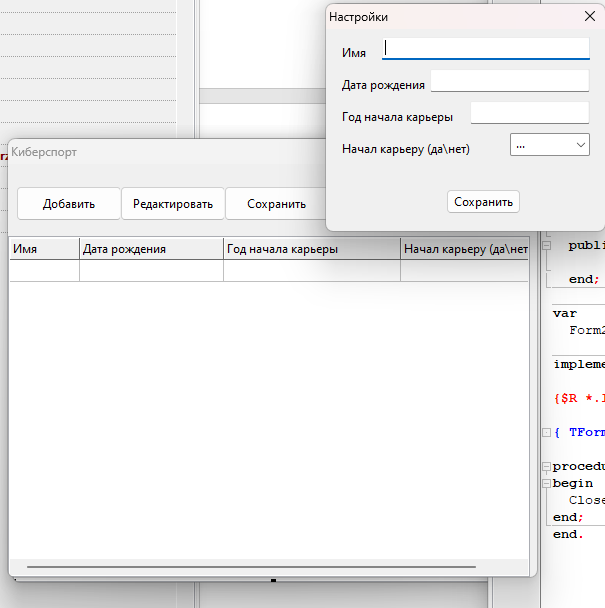 Настройки
Имя
Дата рождения
Год начала карьеры
Начал карьеру (да\нет)
...
Сохранить
Киберспорт
Добавить
Редактировать
Сохранить
Имя
Дата рождения
Год начала карьеры
Начал карьеру (да\нет
publi
end;
var
Form2
impleme
{$R *.l
{ TForm
procedu
begin
Close
end;
end.